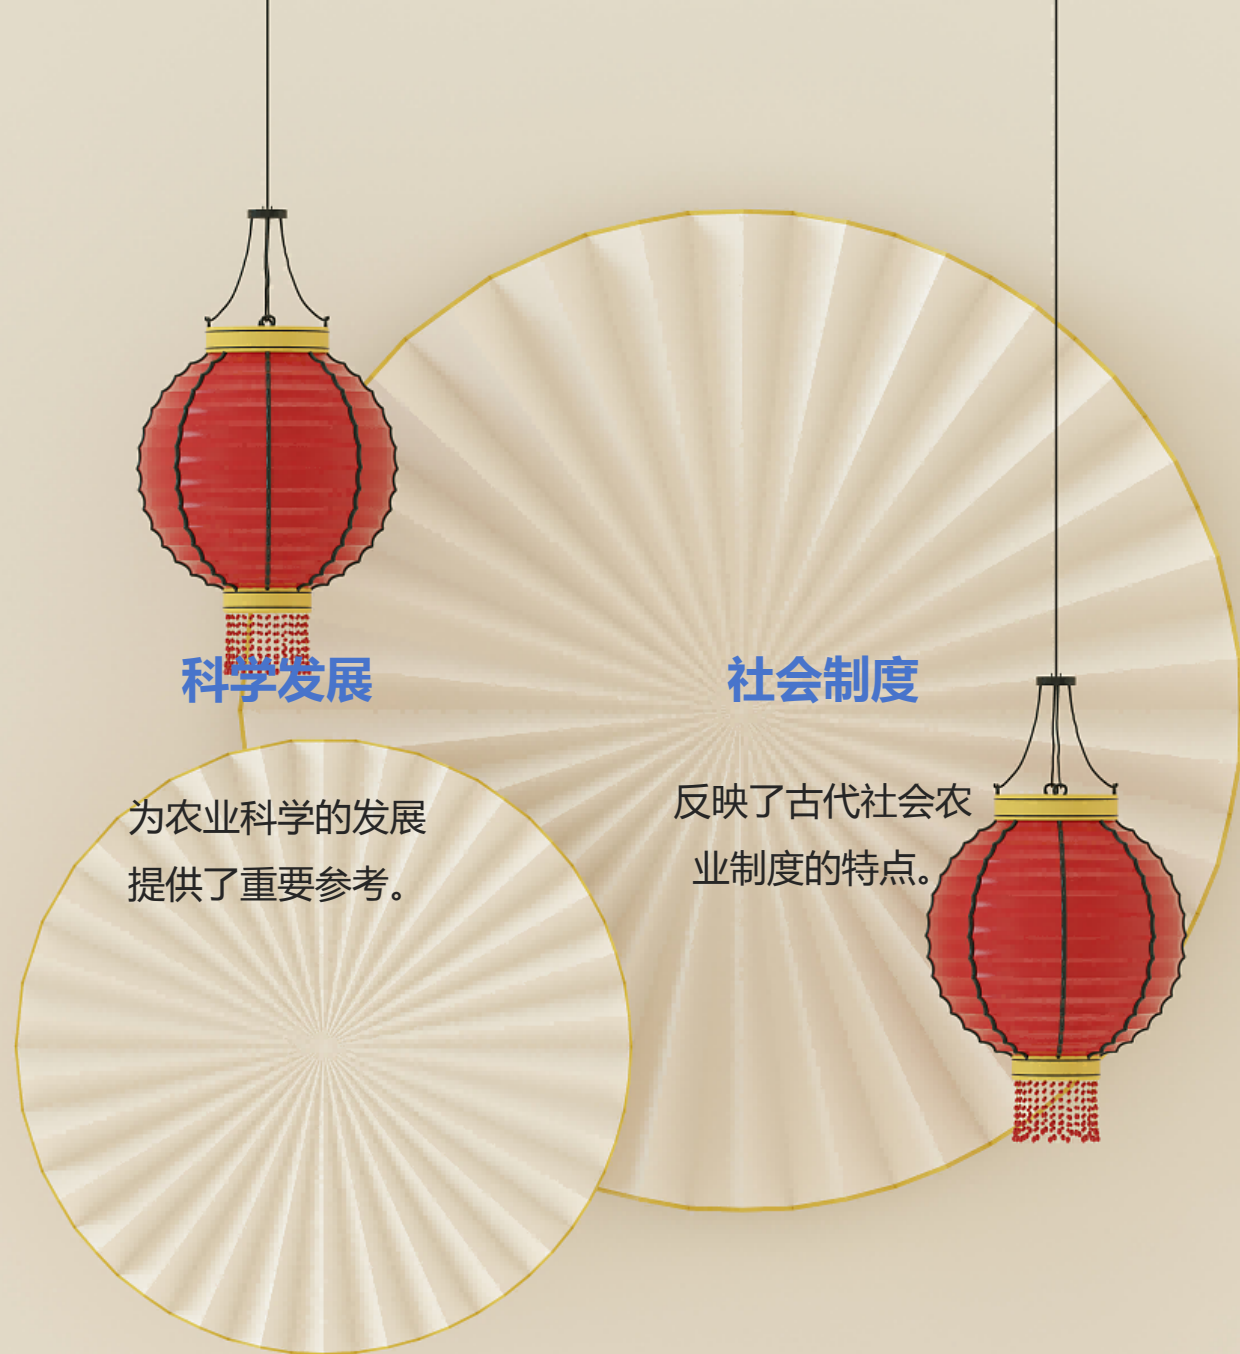 科学发展
为农业科学的发展
提供了重要参考。
社会制度
反映了古代社会农
业制度的特点。